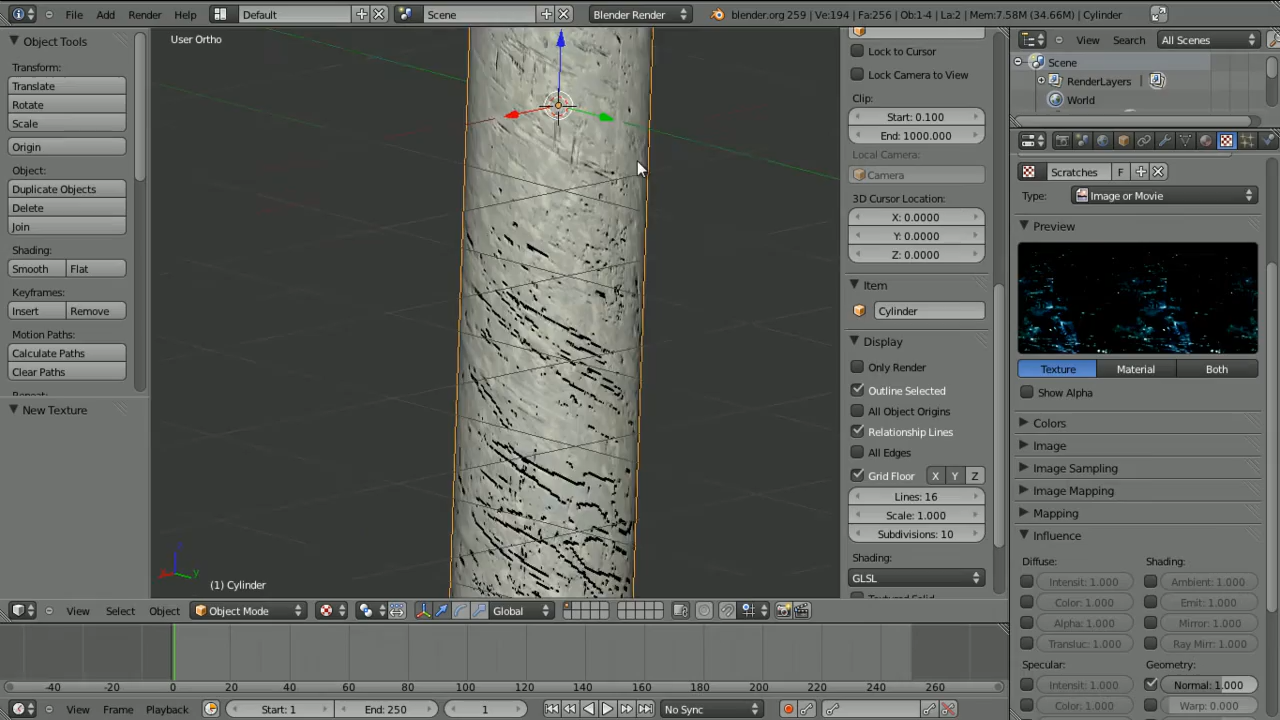 File Add Render Help Default Scene Blender Render blender.org 259 | Ve:194 | Fa:256 | Ob:1-4 | La:2 | Mem:7.58M (34.66M) | Cylinder
Object Tools
Transform:
Translate
Rotate
Scale
Origin
Object:
Duplicate Objects
Delete
Join
Shading:
Smooth Flat
Keyframes:
Insert Remove
Motion Paths:
Calculate Paths
Clear Paths
New Texture
User Ortho
(1) Cylinder
Lock to Cursor
Lock Camera to View
Clip:
Start: 0.100
End: 1000.000
Local Camera:
Camera
3D Cursor Location:
X: 0.0000
Y: 0.0000
Z: 0.0000
Item
Cylinder
Display
Only Render
Outline Selected
All Object Origins
Relationship Lines
All Edges
Grid Floor X Y Z
Lines: 16
Scale: 1.000
Subdivisions: 10
Shading:
GLSL
View Search All Scenes
Scene
RenderLayers |
World
Scratches F
Type: Image or Movie
Preview
Texture Material Both
Show Alpha
Colors
Image
Image Sampling
Image Mapping
Mapping
Influence
Diffuse: Shading:
Intensit: 1.000 Ambient: 1.000
Color: 1.000 Emit: 1.000
Alpha: 1.000 Mirror: 1.000
Transluc: 1.000 Ray Mirr: 1.000
Specular: Geometry:
Intensit: 1.000 Normal: 1.000
Color: 1.000 Warp: 0.000
View Select Object Object Mode Global
-40 -20 0 20 40 60 80 100 120 140 160 180 200 220 240 260
View Frame Playback Start: 1 End: 250 1 No Sync